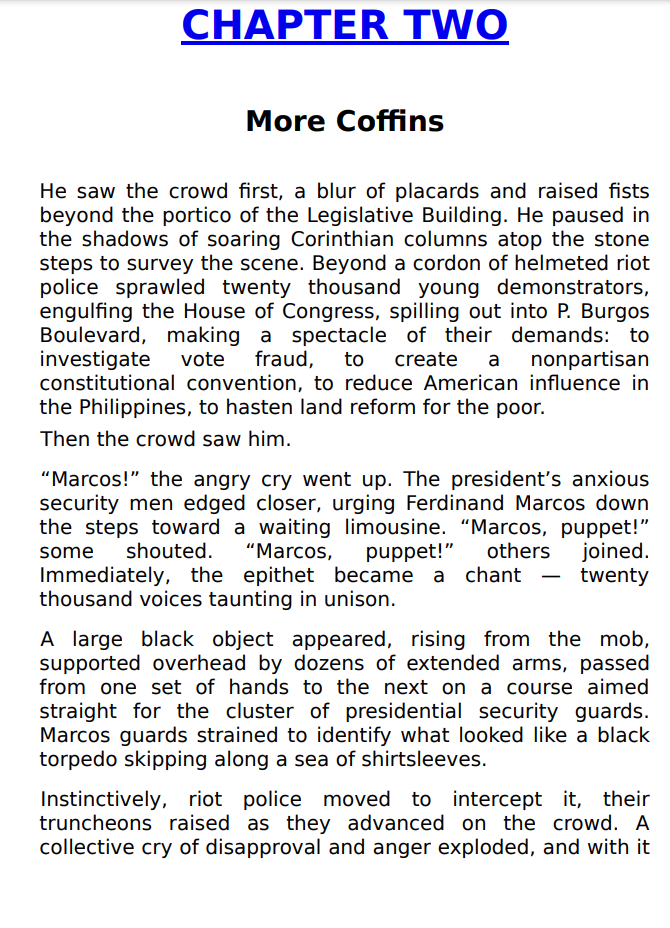 CHAPTER TWO
More Coffins
He saw the crowd first, a blur of placards and raised fists
beyond the portico of the Legislative Building. He paused in
the shadows of soaring Corinthian columns atop the stone
steps to survey the scene. Beyond a cordon of helmeted riot
police sprawled twenty thousand young demonstrators,
engulfing the House of Congress, spilling out into P. Burgos
Boulevard, making a spectacle of their demands: to
investigate vote fraud, to create a nonpartisan
constitutional convention, to reduce American influence in
the Philippines, to hasten land reform for the poor.
Then the crowd saw him.
“Marcos!” the angry cry went up. The president’s anxious
security men edged closer, urging Ferdinand Marcos down
the steps toward a waiting limousine. “Marcos, puppet!”
some shouted. “Marcos, puppet!” others joined.
Immediately, the epithet became a chant — twenty
thousand voices taunting in unison.
A large black object appeared, rising from the mob,
supported overhead by dozens of extended arms, passed
from one set of hands to the next on a course aimed
straight for the cluster of presidential security guards.
Marcos guards strained to identify what looked like a black
torpedo skipping along a sea of shirtsleeves.
Instinctively, riot police moved to intercept it, their
truncheons raised as they advanced on the crowd. A
collective cry of disapproval and anger exploded, and with it